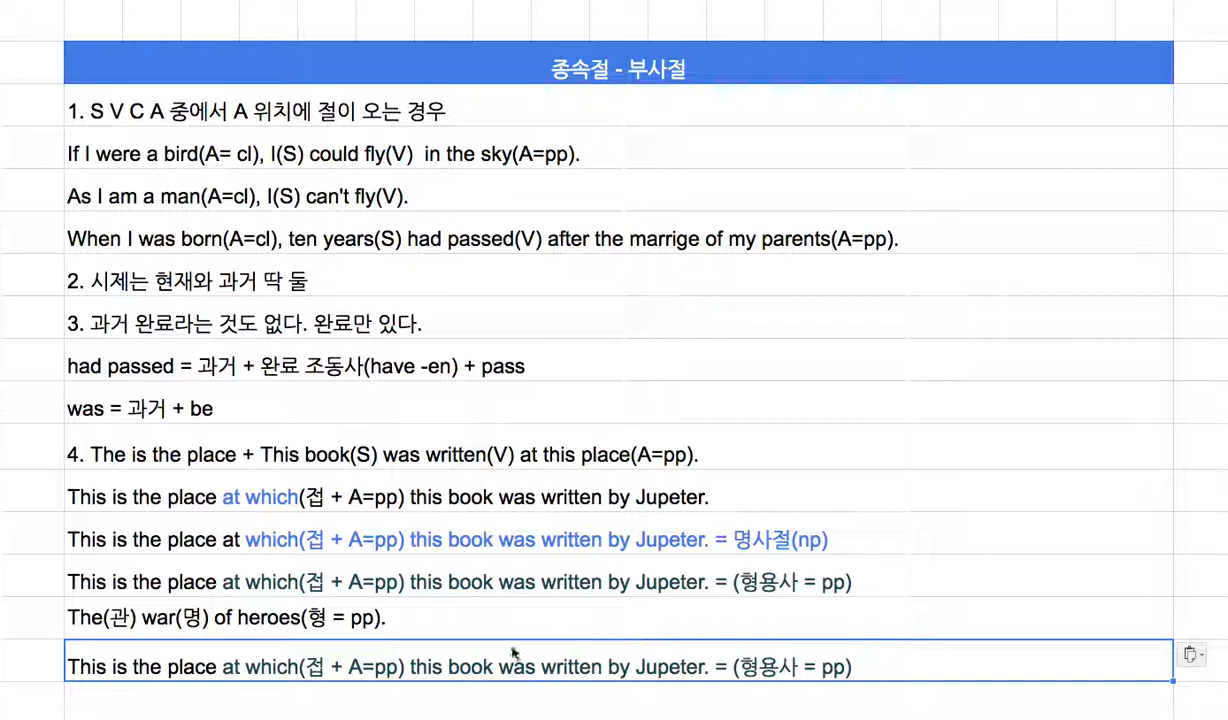 종속절 - 부사절
1. S V C A 중에서 A 위치에 절이 오는 경우
If I were a bird(A= cl), I(S) could fly(V)  in the sky(A=pp).
As I am a man(A=cl), I(S) can't fly(V).
When I was born(A=cl), ten years(S) had passed(V) after the marrige of my parents(A=pp).
2. 시제는 현재와 과거 딱 둘
3. 과거 완료라는 것도 없다. 완료만 있다.
had passed = 과거 + 완료 조동사(have -en) + pass
was = 과거 + be
4. The is the place + This book(S) was written(V) at this place(A=pp).
This is the place at which(접 + A=pp) this book was written by Jupeter.
This is the place at which(접 + A=pp) this book was written by Jupeter. = 명사절(np)
This is the place at which(접 + A=pp) this book was written by Jupeter. = (형용사 = pp)
The(관) war(명) of heroes(형 = pp).
This is the place at which(접 + A=pp) this book was written by Jupeter. = (형용사 = pp)